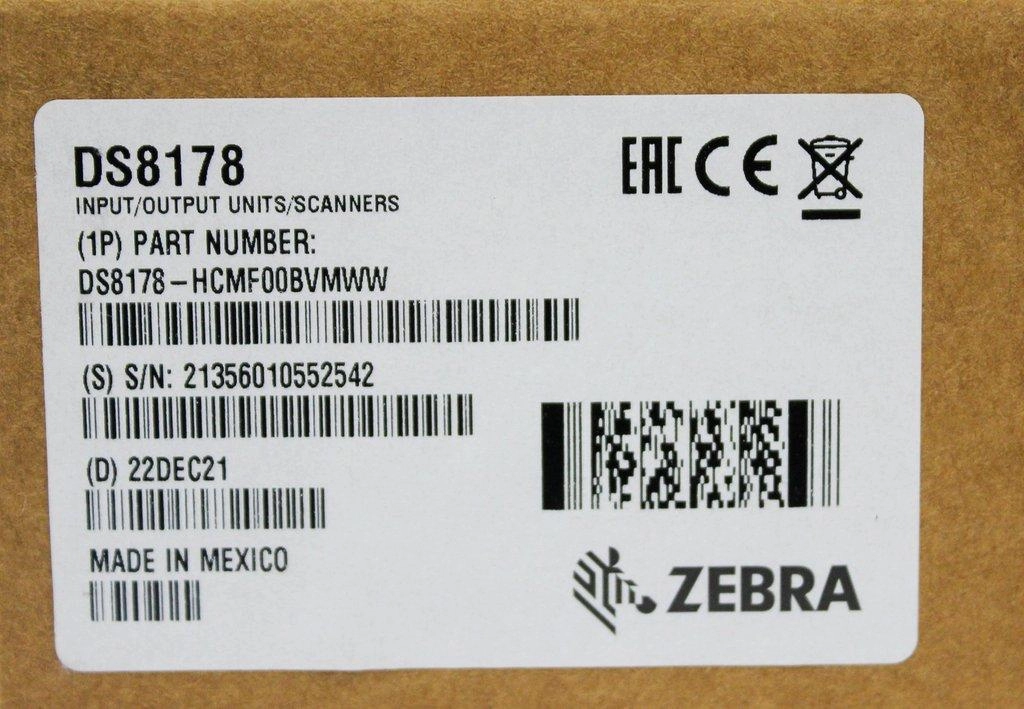 DS8178
INPUT/OUTPUT UNITS/SCANNERS
(1P) PART NUMBER:
DS8178-HCMF00BVMWW
(S) S/N: 21356010552542
(D) 22DEC21
MADE IN MEXICO
EAC CE
ZEBRA